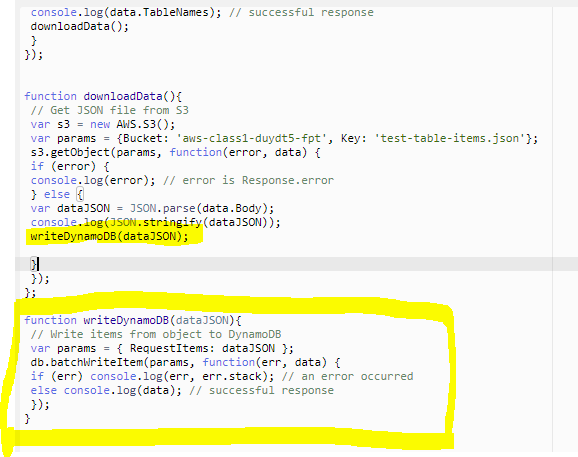 console.log(data.TableNames); // successful response
downloadData();
}
});
function downloadData(){
// Get JSON file from S3
var s3 = new AWS.S3();
var params = {Bucket: 'aws-class1-duydt5-fpt', Key: 'test-table-items.json'};
s3.getObject(params, function(error, data) {
if (error) {
console.log(error); // error is Response.error
} else {
var dataJSON = JSON.parse(data.Body);
console.log(JSON.stringify(dataJSON));
writeDynamoDB(dataJSON);
}
});
};
function writeDynamoDB(dataJSON){
// Write items from object to DynamoDB
var params = { RequestItems: dataJSON };
db.batchWriteItem(params, function(err, data) {
if (err) console.log(err, err.stack); // an error occurred
else console.log(data); // successful response
});
}